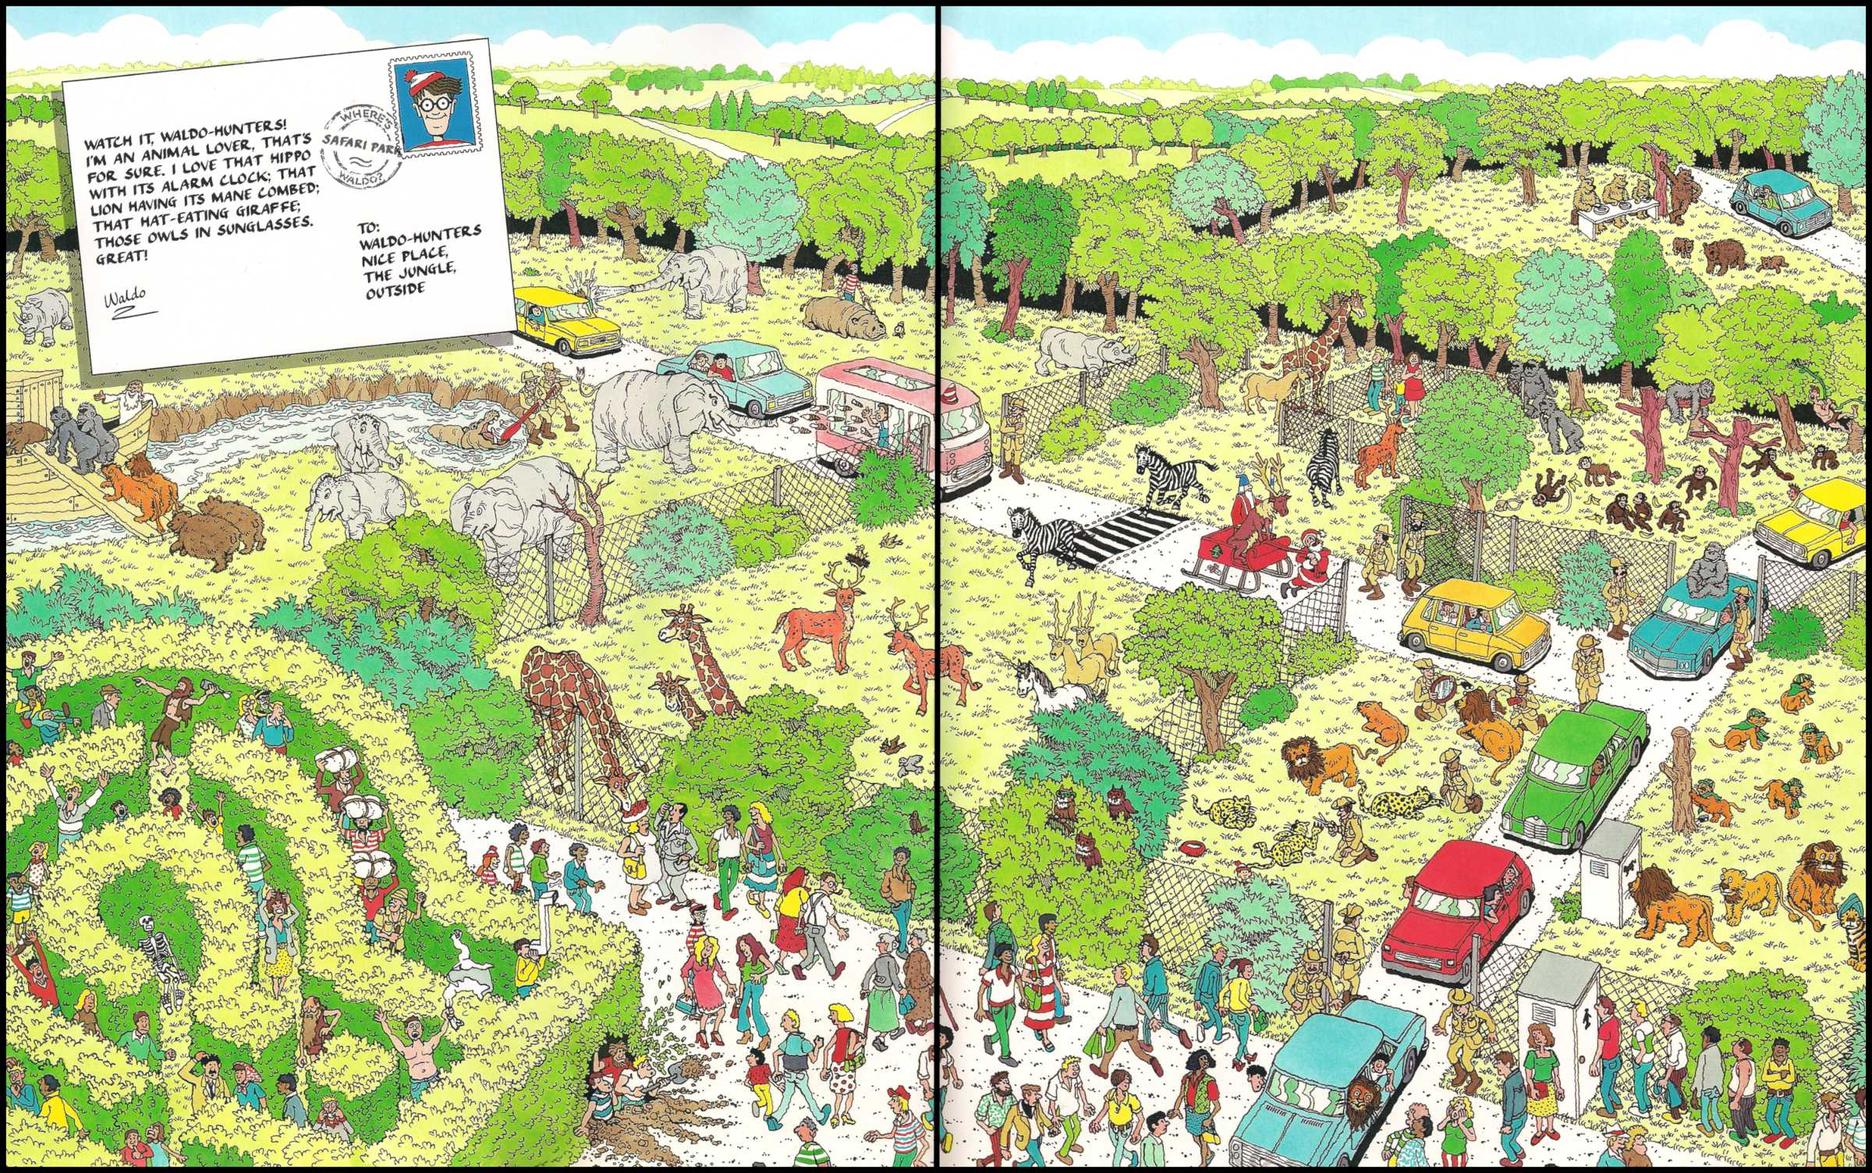 WATCH IT, WALDO-HUNTERS!
I'M AN ANIMAL LOVER, THAT'S
FOR SURE. I LOVE THAT HIPPO
WITH ITS ALARM CLOCK; THAT
LION HAVING ITS MANE COMBED;
THAT HAT-EATING GIRAFFE;
THOSE OWLS IN SUNGLASSES.
GREAT!
Waldo
WHERE'S
SAFARI PARK
WALDO?
TO:
WALDO-HUNTERS
NICE PLACE,
THE JUNGLE,
OUTSIDE